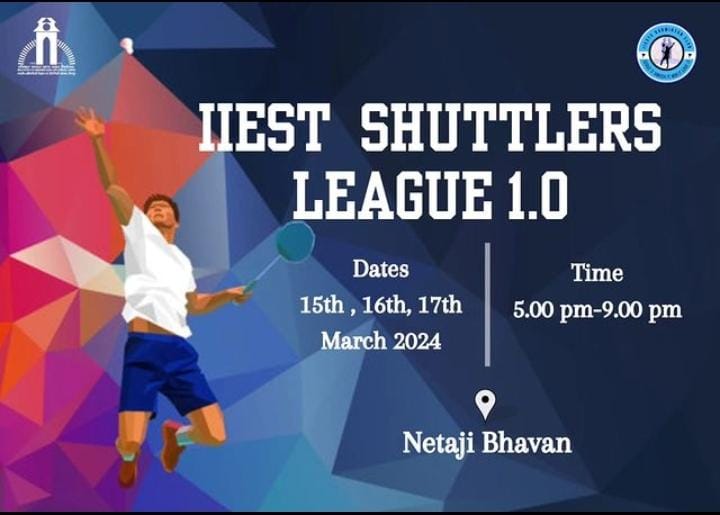 IIEST SHUTTLERS
LEAGUE 1.0
Dates
15th , 16th, 17th
March 2024
Time
5.00 pm-9.00 pm
Netaji Bhavan